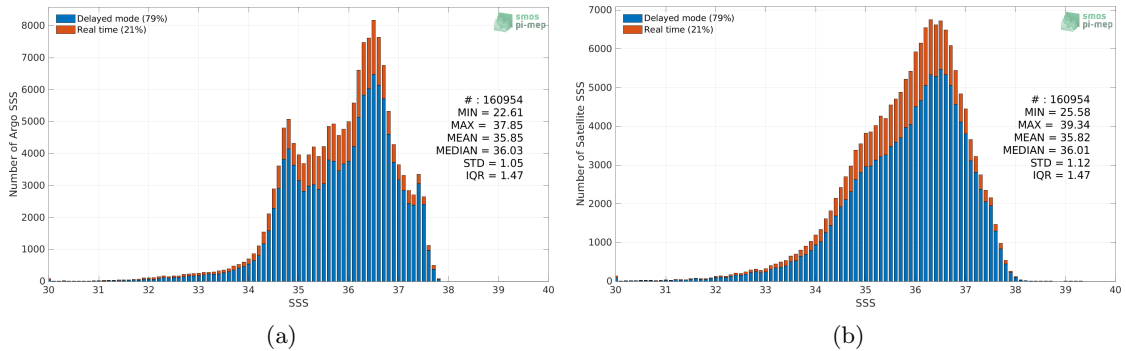 Delayed mode (79%)
Real time (21%)
smos
pi-mep
# : 160954
MIN = 22.61
MAX = 37.85
MEAN = 35.85
MEDIAN = 36.03
STD = 1.05
IQR = 1.47
Number of Argo SSS
8000
7000
6000
5000
4000
3000
2000
1000
0
30 31 32 33 34 35 36 37 38 39 40
SSS
(a)
Delayed mode (79%)
Real time (21%)
smos
pi-mep
# : 160954
MIN = 25.58
MAX = 39.34
MEAN = 35.82
MEDIAN = 36.01
STD = 1.12
IQR = 1.47
Number of Satellite SSS
7000
6000
5000
4000
3000
2000
1000
0
30 31 32 33 34 35 36 37 38 39 40
SSS
(b)